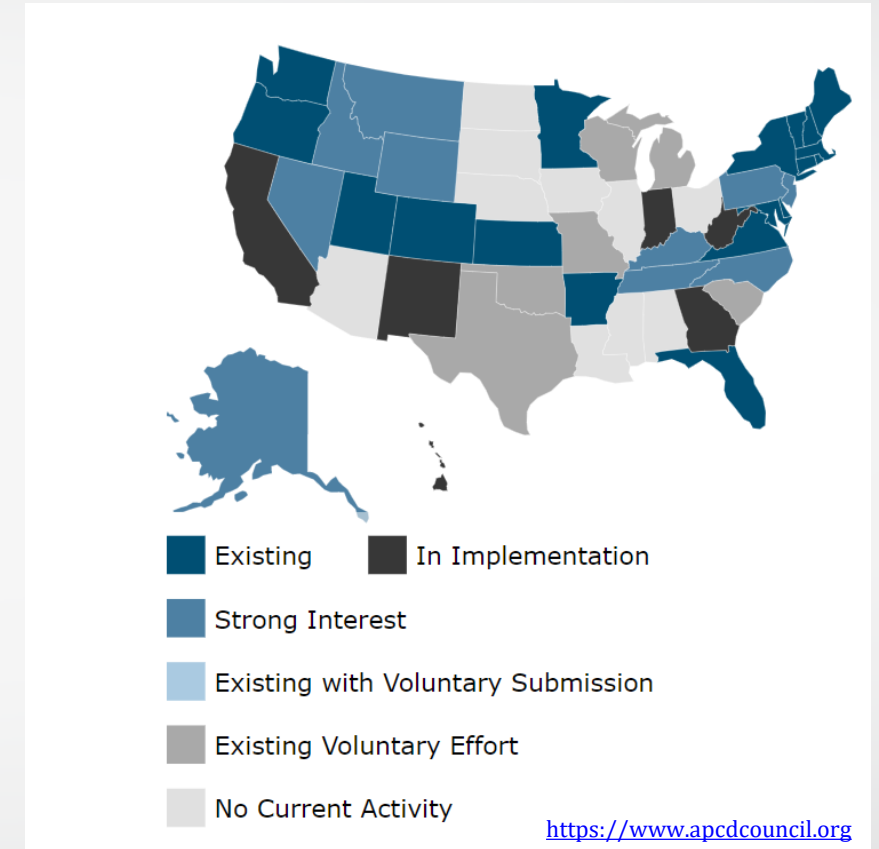 Existing
In Implementation
Strong Interest
Existing with Voluntary Submission
Existing Voluntary Effort
No Current Activity
https://www.apcdcouncil.org